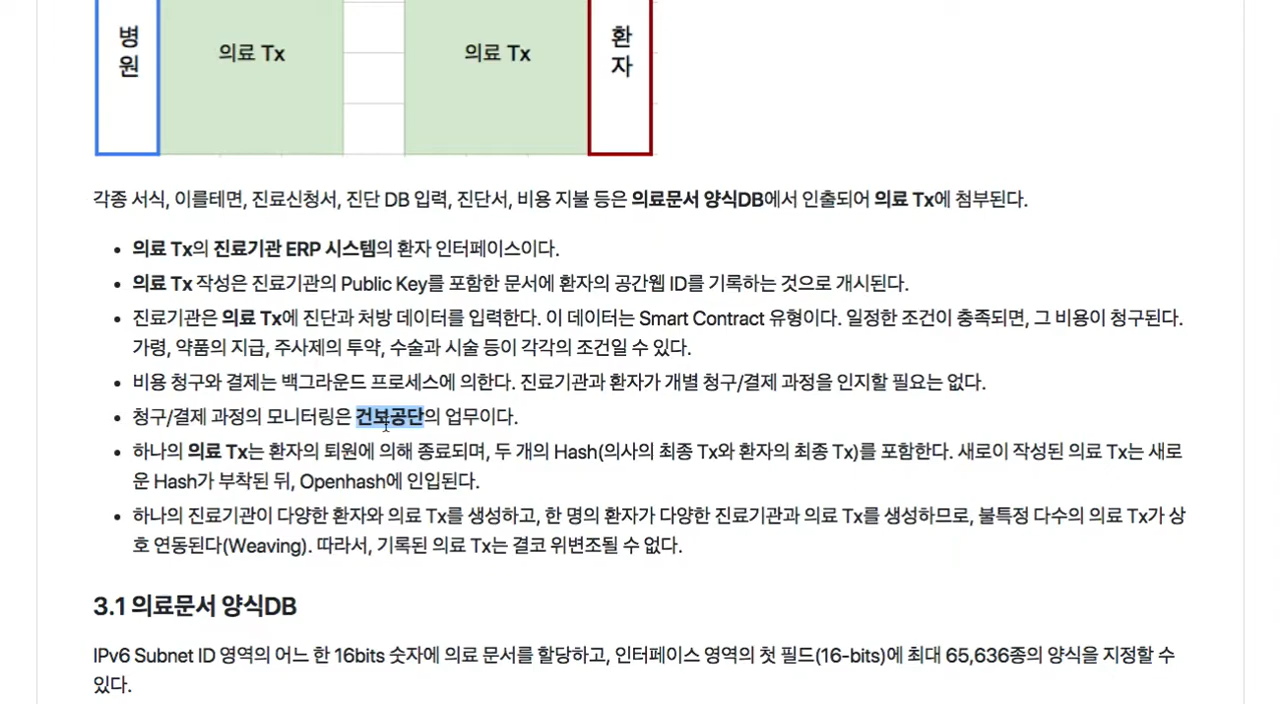 병원
의료 Tx
의료 Tx
환자
각종 서식, 이를테면, 진료신청서, 진단 DB 입력, 진단서, 비용 지불 등은 의료문서 양식DB에서 인출되어 의료 Tx에 첨부된다.
• 의료 Tx의 진료기관 ERP 시스템의 환자 인터페이스이다.
• 의료 Tx 작성은 진료기관의 Public Key를 포함한 문서에 환자의 공간웹 ID를 기록하는 것으로 개시된다.
• 진료기관은 의료 Tx에 진단과 처방 데이터를 입력한다. 이 데이터는 Smart Contract 유형이다. 일정한 조건이 충족되면, 그 비용이 청구된다.
가령, 약품의 지급, 주사제의 투약, 수술과 시술 등이 각각의 조건일 수 있다.
• 비용 청구와 결제는 백그라운드 프로세스에 의한다. 진료기관과 환자가 개별 청구/결제 과정을 인지할 필요는 없다.
• 청구/결제 과정의 모니터링은 건보공단의 업무이다.
• 하나의 의료 Tx는 환자의 퇴원에 의해 종료되며, 두 개의 Hash(의사의 최종 Tx와 환자의 최종 Tx)를 포함한다. 새로이 작성된 의료 Tx는 새로
운 Hash가 부착된 뒤, Openhash에 인입된다.
• 하나의 진료기관이 다양한 환자와 의료 Tx를 생성하고, 한 명의 환자가 다양한 진료기관과 의료 Tx를 생성하므로, 불특정 다수의 의료 Tx가 상
호 연동된다(Weaving). 따라서, 기록된 의료 Tx는 결코 위변조될 수 없다.
3.1 의료문서 양식DB
IPv6 Subnet ID 영역의 어느 한 16bits 숫자에 의료 문서를 할당하고, 인터페이스 영역의 첫 필드(16-bits)에 최대 65,636종의 양식을 지정할 수
있다.